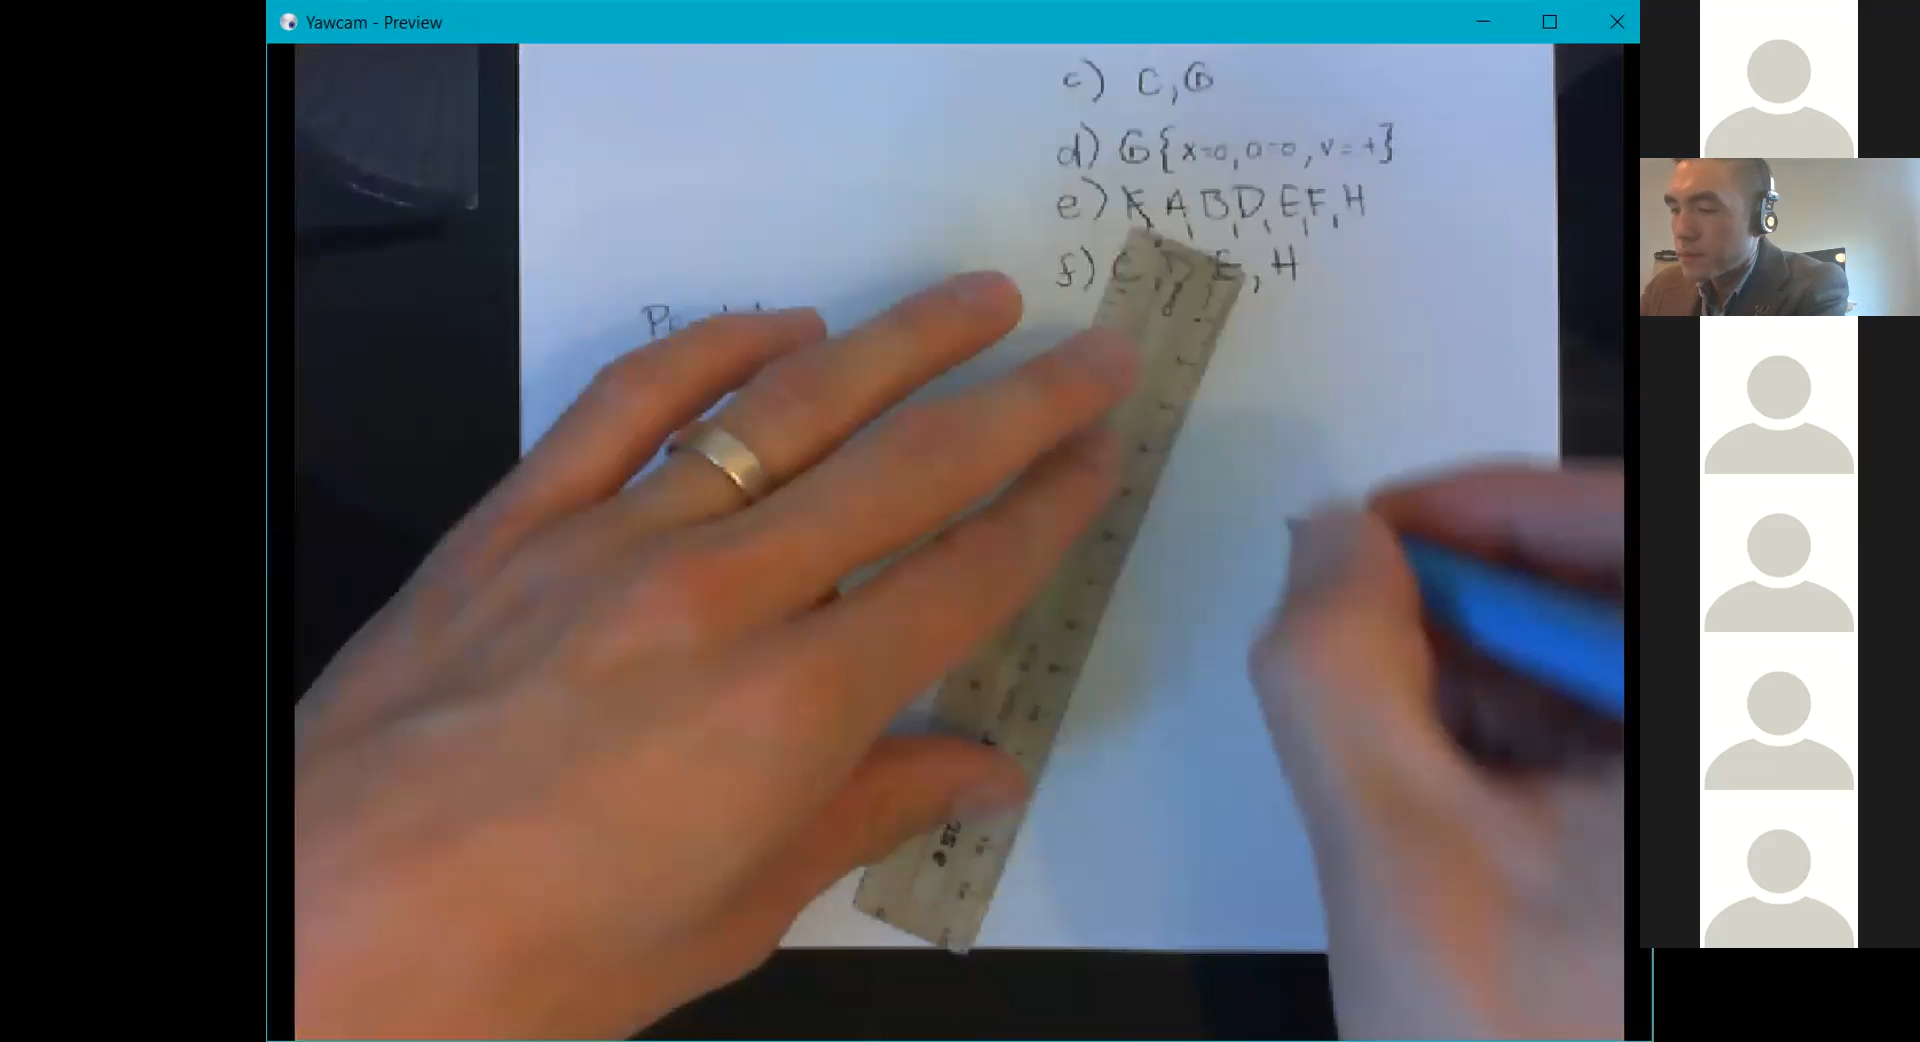 Yawcam - Preview
c) C, G
d) G{x=0, a=0, v=+}
e) A, B, D, E, F, H
f) C, D, E, H